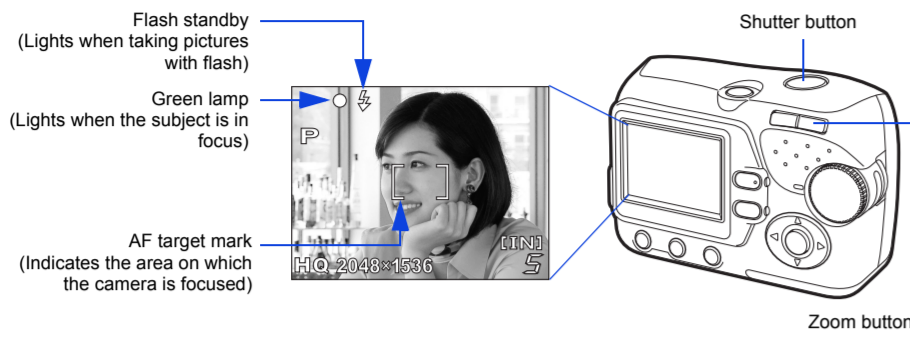 Flash standby
(Lights when taking pictures
with flash)
Green lamp
(Lights when the subject is in
focus)
AF target mark
(Indicates the area on which
the camera is focused)
P
[IN]
HQ 2048×1536
5
Shutter button
Zoom button